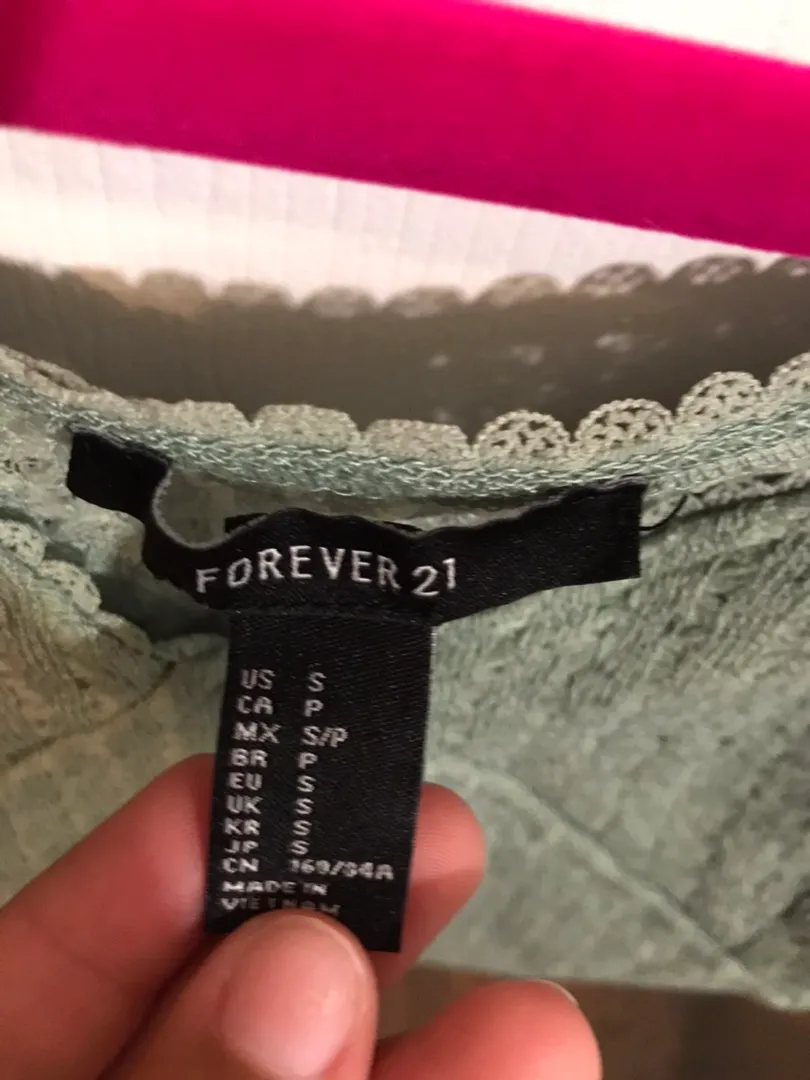 FOREVER 21
US S
CA P
MX S/P
BR P
EU S
UK S
KR S
JP S
CN 160/84A
MADE IN
VIETNAM